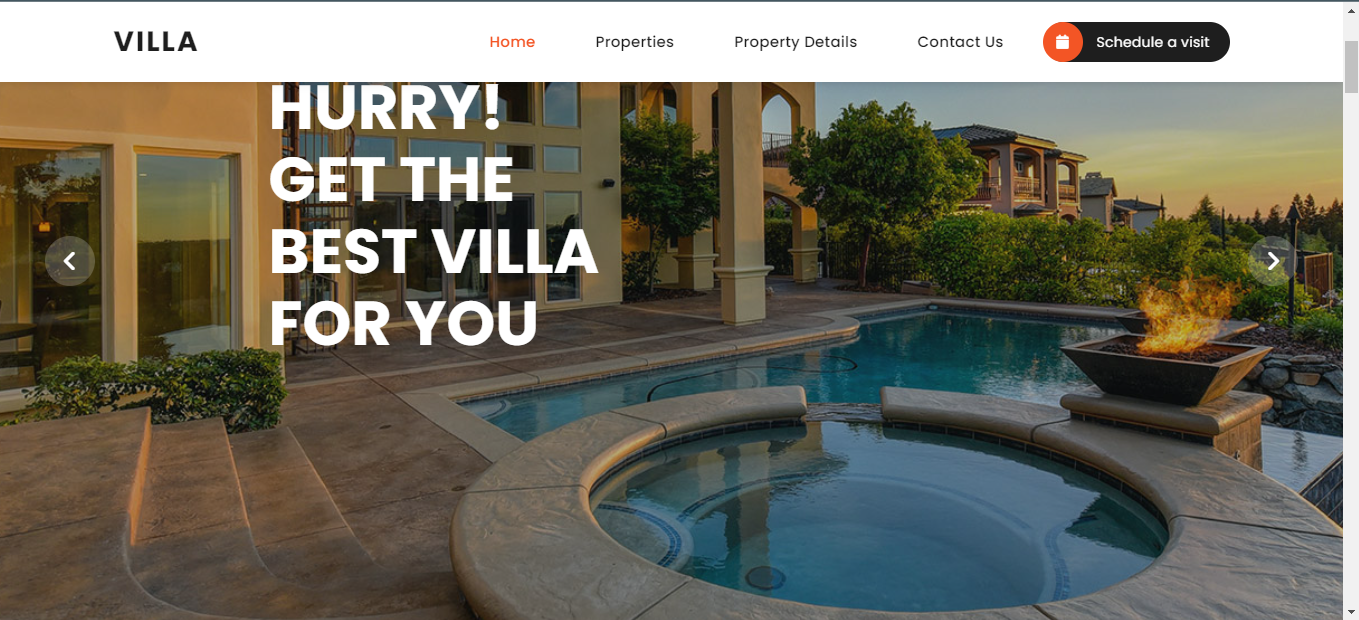 VILLA
Home
Properties
Property Details
Contact Us
Schedule a visit
HURRY!
GET THE
BEST VILLA
FOR YOU